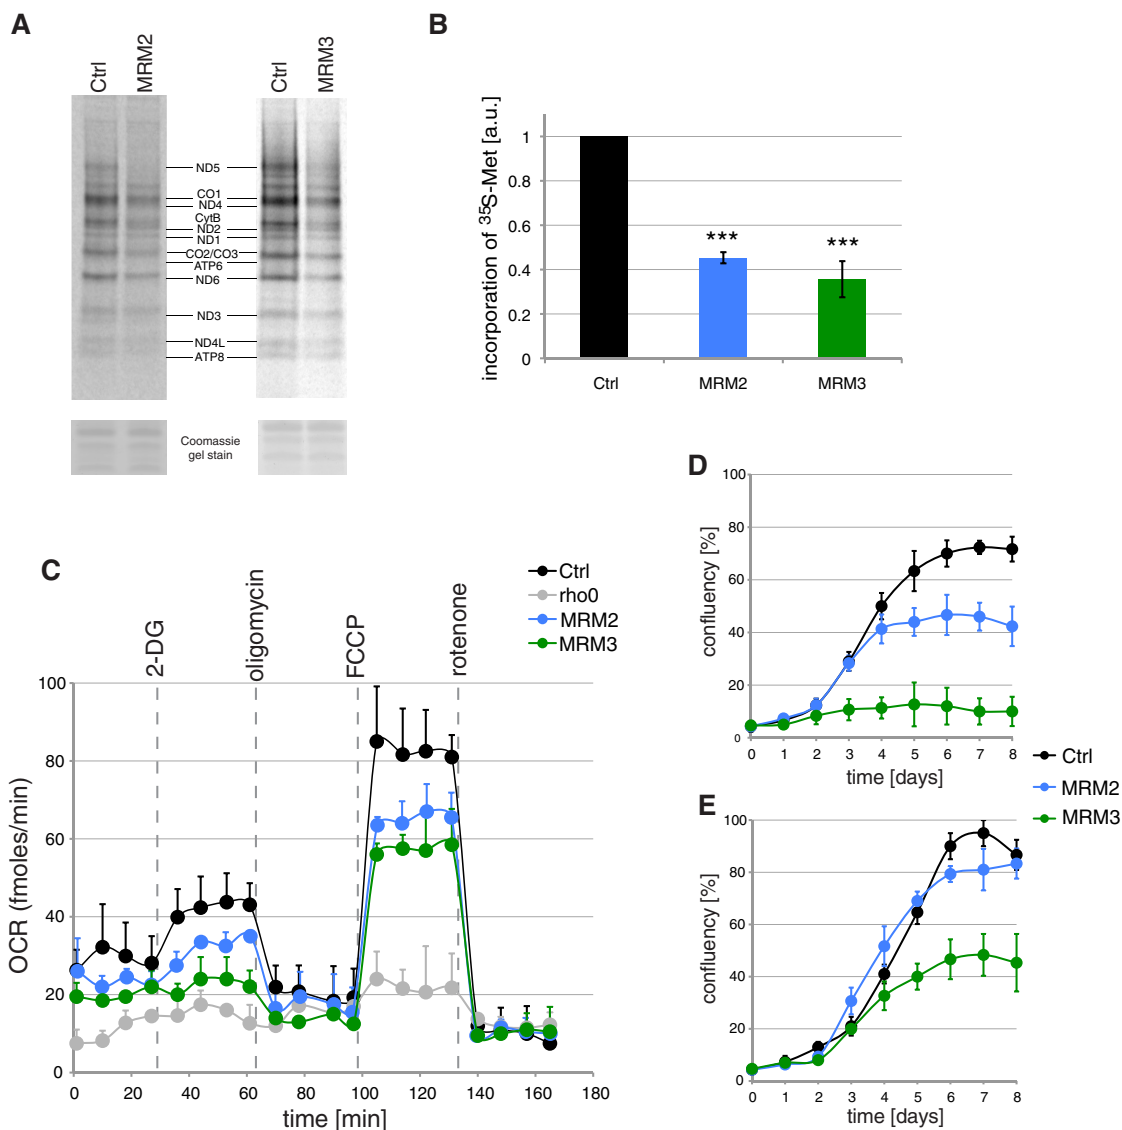 A
Ctrl
MRM2
Ctrl
MRM3
ND5
CO1
ND4
CytB
ND2
ND1
CO2/CO3
ATP6
ND6
ND3
ND4L
ATP8
Coomassie
gel stain
B
incorporation of ³⁵S-Met [a.u.]
1
0.8
0.6
0.4
0.2
0
***
***
Ctrl
MRM2
MRM3
C
Ctrl
rho0
MRM2
MRM3
2-DG
oligomycin
FCCP
rotenone
OCR (fmoles/min)
100
80
60
40
20
0
0 20 40 60 80 100 120 140 160 180
time [min]
D
confluency [%]
100
80
60
40
20
0
0 1 2 3 4 5 6 7 8
time [days]
Ctrl
MRM2
MRM3
E
confluency [%]
100
80
60
40
20
0
0 1 2 3 4 5 6 7 8
time [days]